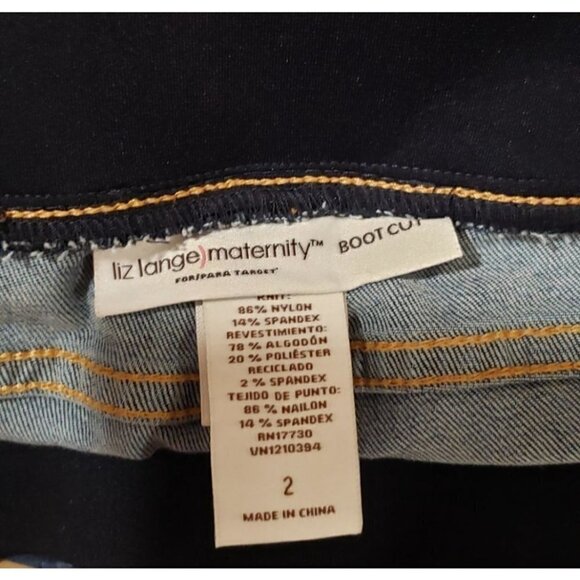 liz lange)maternity™ BOOT CUT
FOR/PARA TARGET®
KNIT:
86% NYLON
14% SPANDEX
REVESTIMIENTO:
78 % ALGODÓN
20 % POLIÉSTER
RECICLADO
2 % SPANDEX
TEJIDO DE PUNTO:
86 % NAILON
14 % SPANDEX
RN17730
VN1210394
2
MADE IN CHINA